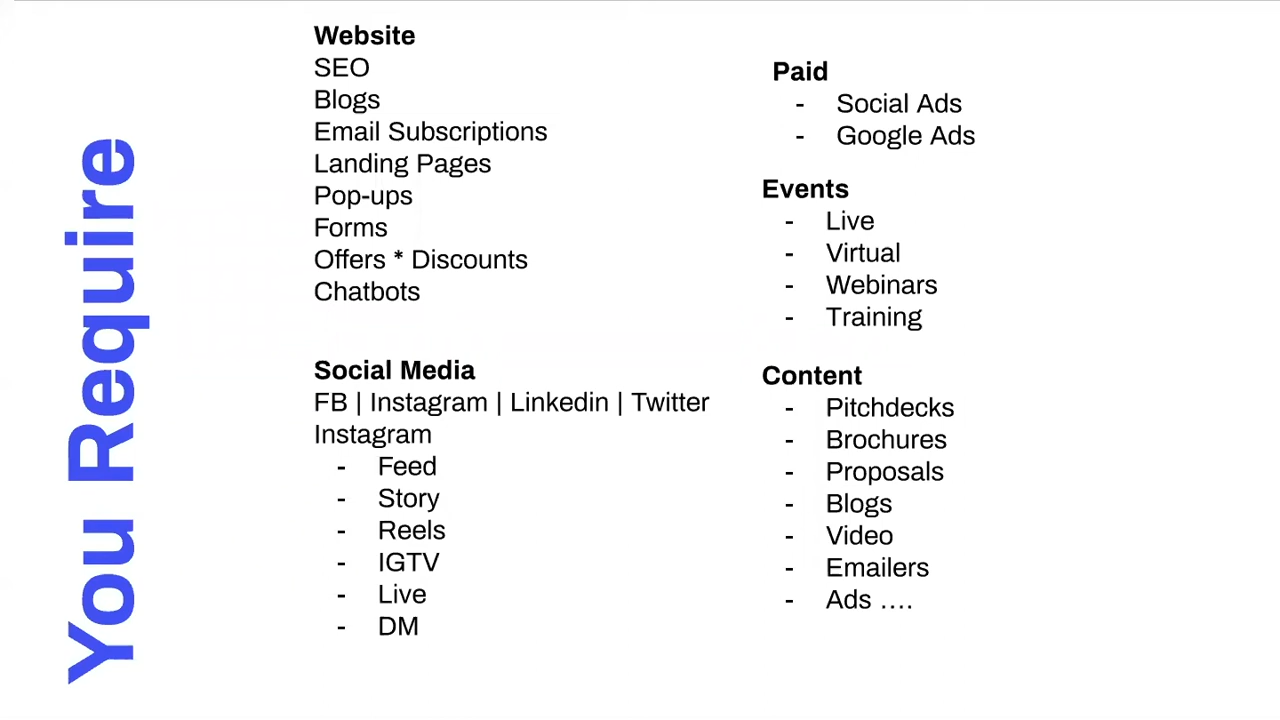 You Require
Website
SEO
Blogs
Email Subscriptions
Landing Pages
Pop-ups
Forms
Offers * Discounts
Chatbots
Social Media
FB | Instagram | Linkedin | Twitter
Instagram
- Feed
- Story
- Reels
- IGTV
- Live
- DM
Paid
- Social Ads
- Google Ads
Events
- Live
- Virtual
- Webinars
- Training
Content
- Pitchdecks
- Brochures
- Proposals
- Blogs
- Video
- Emailers
- Ads ....